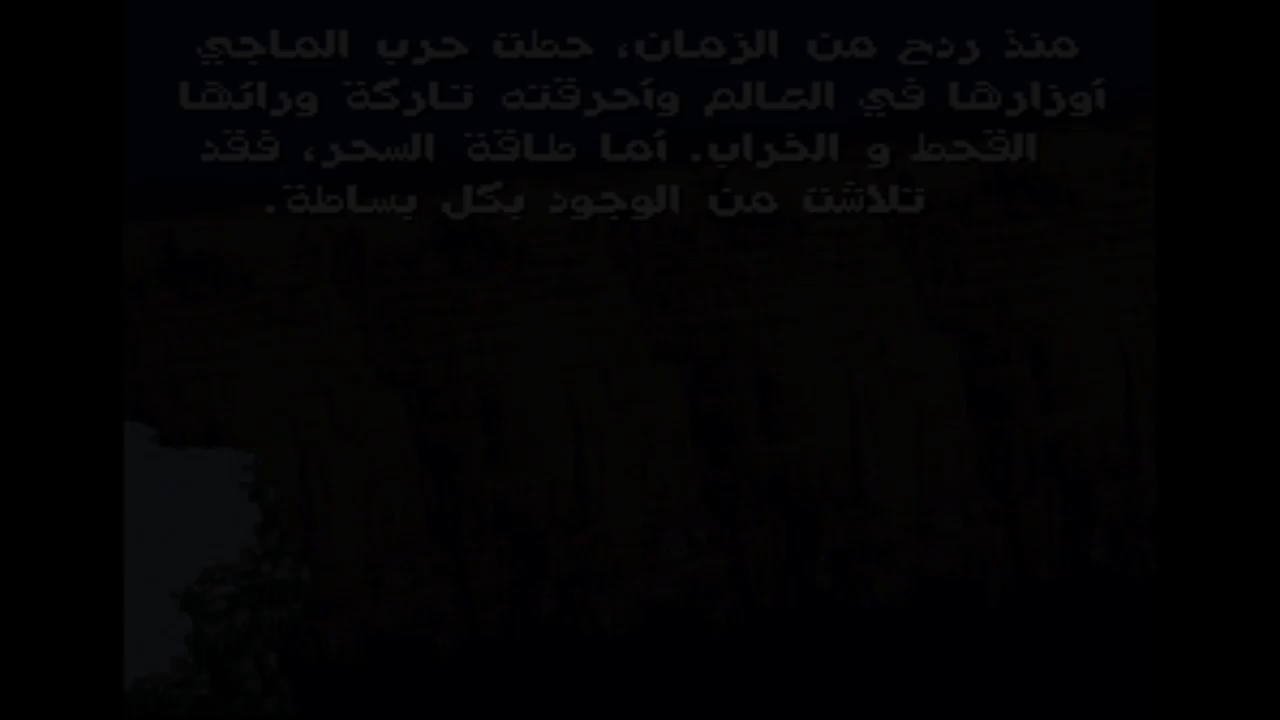 منذ ردح من الزمان، حطت حرب الماجي
أوزارها في العالم وأحرقته تاركة ورائها
القحط و الخراب. أما طاقة السحر، فقد
تلاشت من الوجود بكل بساطة.